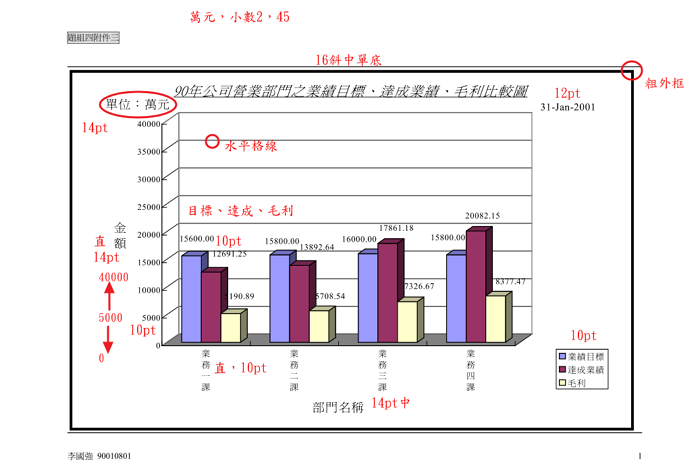 萬元，小數2，45
題組四附件三
16斜中單底
粗外框
90年公司營業部門之業績目標、達成業績、毛利比較圖
12pt
單位：萬元
31-Jan-2001
14pt
40000
水平格線
35000
30000
25000
目標、達成、毛利
20082.15
17861.18
20000
金額
直
14pt
15600.00
10pt
12691.25
15800.00
13892.64
16000.00
15800.00
15000
40000
5000
0
10000
5190.89
5708.54
7326.67
8377.47
5000
10pt
0
10pt
業務一課
直，10pt
業務二課
業務三課
業務四課
業績目標
達成業績
毛利
部門名稱
14pt中
李國強 90010801
1